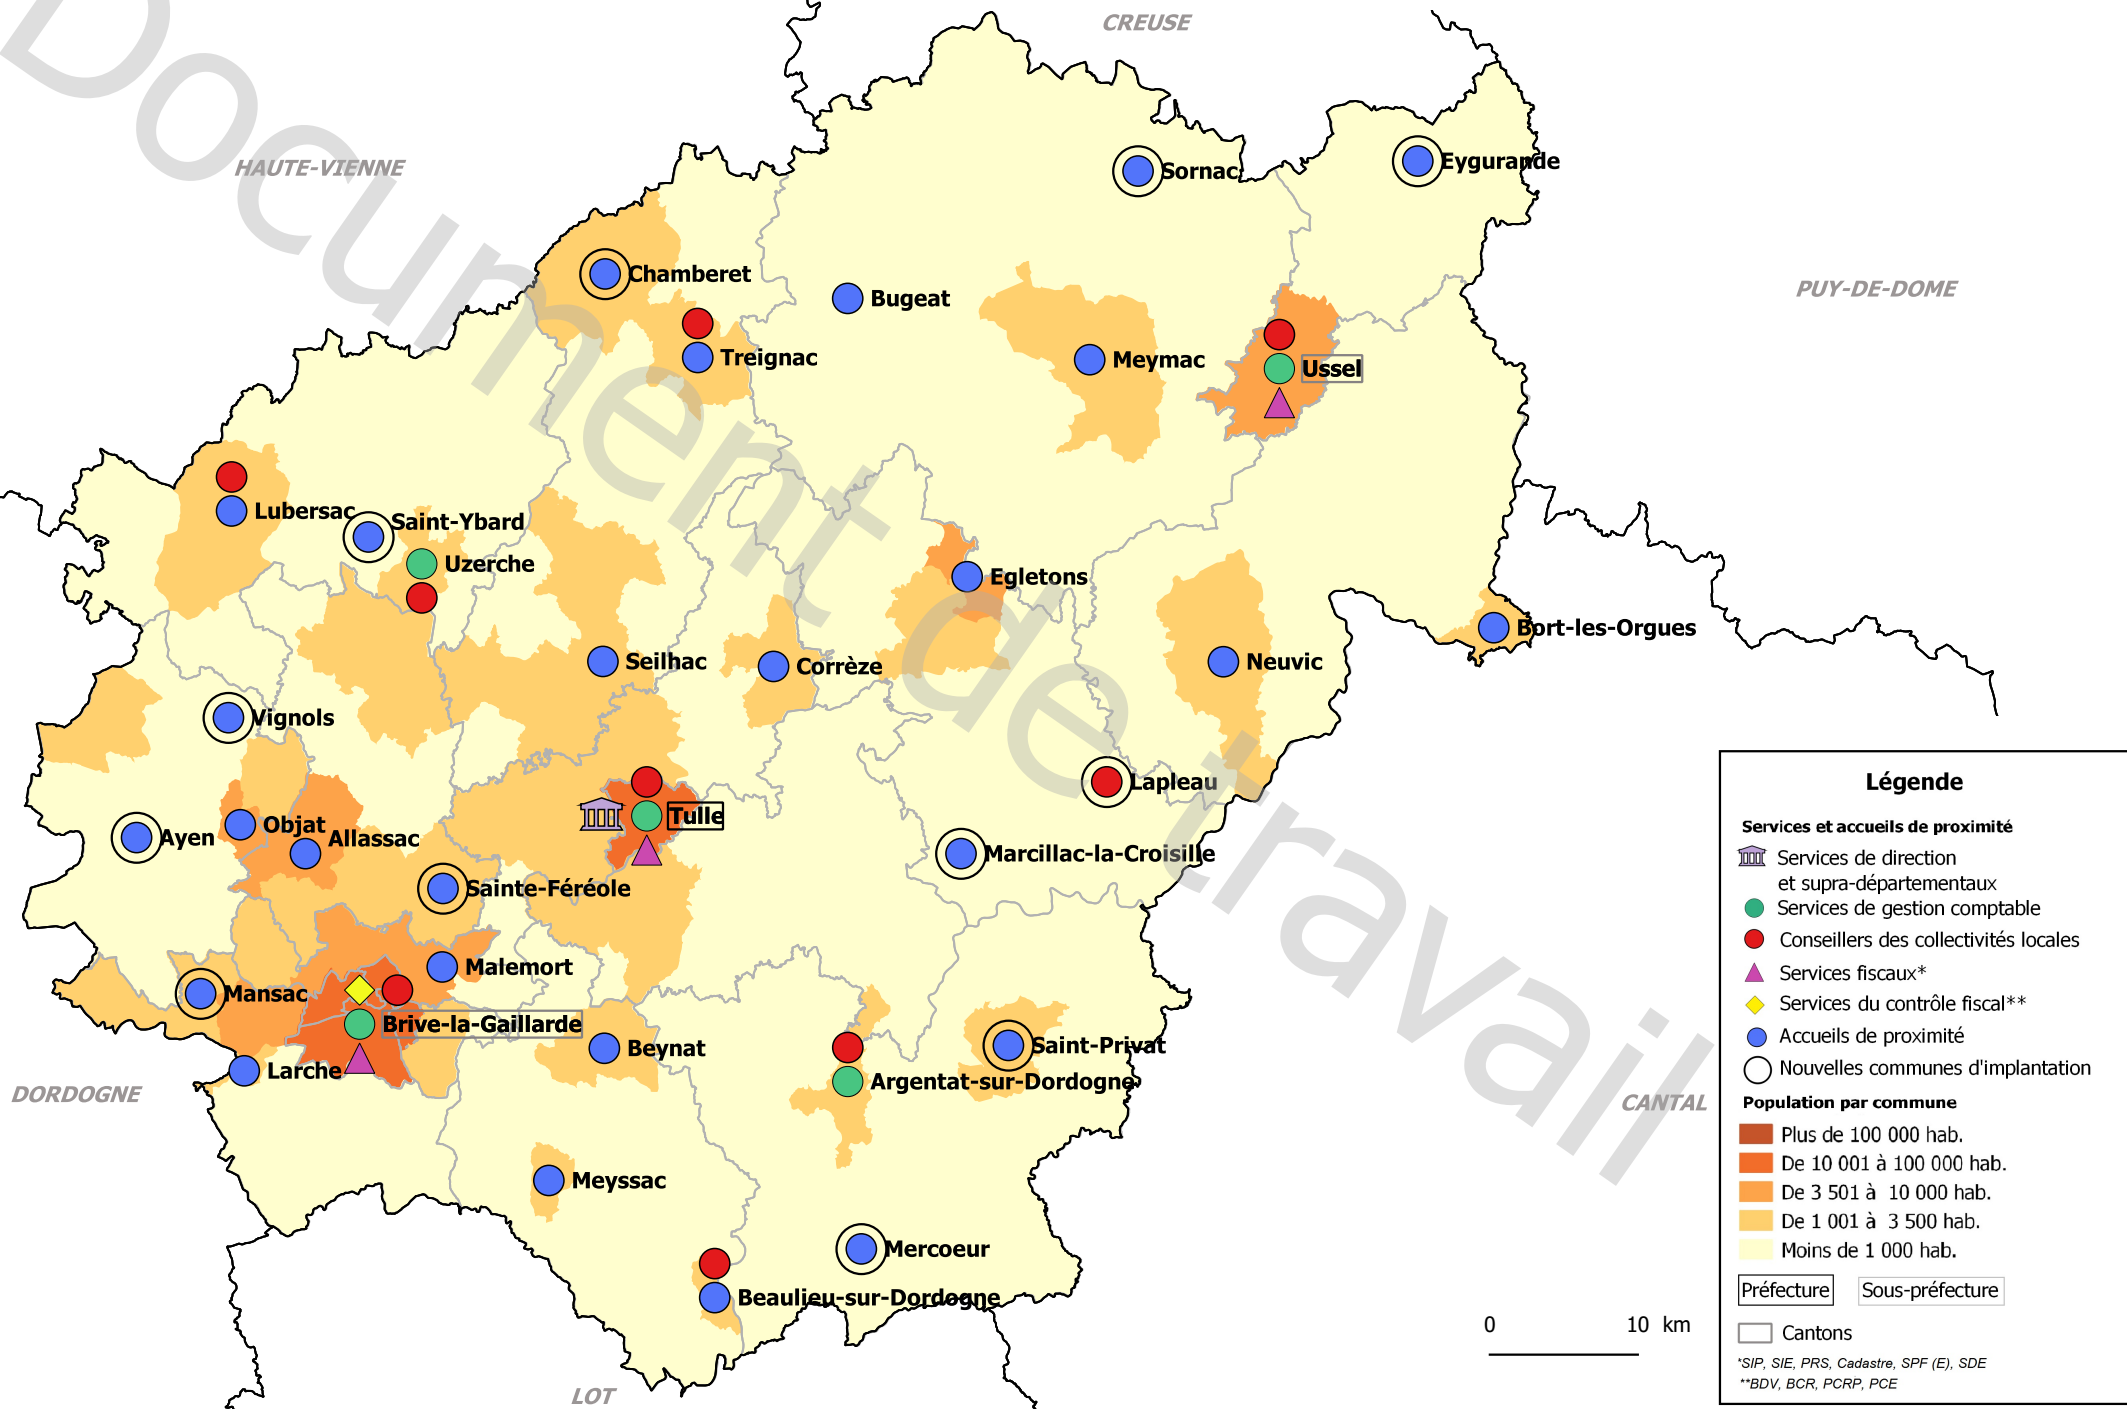 CREUSE
HAUTE-VIENNE
Sornac
Eygurande
Chamberet
Bugeat
PUY-DE-DOME
Treignac
Meymac
Ussel
Lubersac
Saint-Ybard
Uzerche
Egletons
Bort-les-Orgues
Seilhac
Corrèze
Neuvic
Vignols
Lapleau
Tulle
Objat
Ayen
Allassac
Marcillac-la-Croisille
Sainte-Féréole
Malemort
Mansac
Brive-la-Gaillarde
Beynat
Saint-Privat
Larche
Argentat-sur-Dordogne
DORDOGNE
CANTAL
Meyssac
Mercoeur
Beaulieu-sur-Dordogne
LOT
Document de travail
0 10 km
Légende
Services et accueils de proximité
Services de direction
et supra-départementaux
Services de gestion comptable
Conseillers des collectivités locales
Services fiscaux*
Services du contrôle fiscal**
Accueils de proximité
Nouvelles communes d'implantation
Population par commune
Plus de 100 000 hab.
De 10 001 à 100 000 hab.
De 3 501 à 10 000 hab.
De 1 001 à 3 500 hab.
Moins de 1 000 hab.
Préfecture Sous-préfecture
Cantons
*SIP, SIE, PRS, Cadastre, SPF (E), SDE
**BDV, BCR, PCRP, PCE